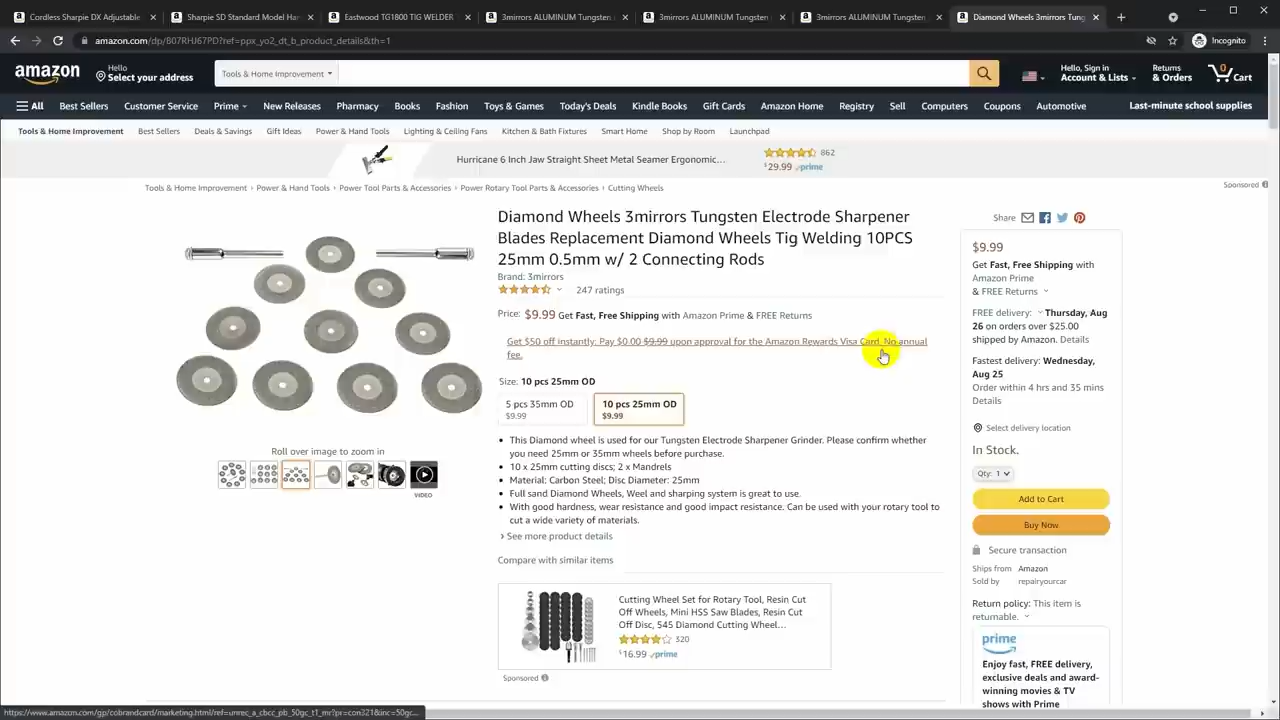 Cordless Sharpie DX Adjustable
Sharpie SD Standard Model Har
Eastwood TG1800 TIG WELDER
3mirrors ALUMINUM Tungsten
3mirrors ALUMINUM Tungsten
3mirrors ALUMINUM Tungsten
Diamond Wheels 3mirrors Tung
amazon.com/dp/B07RHJ67PD?ref=ppx_yo2_dt_b_product_details&th=1
Incognito
amazon
Hello
Select your address
Tools & Home Improvement
Hello, Sign in
Account & Lists
Returns
& Orders
0
Cart
All
Best Sellers
Customer Service
Prime
New Releases
Pharmacy
Books
Fashion
Toys & Games
Today's Deals
Kindle Books
Gift Cards
Amazon Home
Registry
Sell
Computers
Coupons
Automotive
Last-minute school supplies
Tools & Home Improvement
Best Sellers
Deals & Savings
Gift Ideas
Power & Hand Tools
Lighting & Ceiling Fans
Kitchen & Bath Fixtures
Smart Home
Shop by Room
Launchpad
Hurricane 6 Inch Jaw Straight Sheet Metal Seamer Ergonomic...
862
$29.99 prime
Tools & Home Improvement › Power & Hand Tools › Power Tool Parts & Accessories › Power Rotary Tool Parts & Accessories › Cutting Wheels
Sponsored
Diamond Wheels 3mirrors Tungsten Electrode Sharpener
Blades Replacement Diamond Wheels Tig Welding 10PCS
25mm 0.5mm w/ 2 Connecting Rods
Brand: 3mirrors
247 ratings
Price: $9.99 Get Fast, Free Shipping with Amazon Prime & FREE Returns
Get $50 off instantly: Pay $0.00 $9.99 upon approval for the Amazon Rewards Visa Card. No annual
fee.
Size: 10 pcs 25mm OD
5 pcs 35mm OD
$9.99
10 pcs 25mm OD
$9.99
• This Diamond wheel is used for our Tungsten Electrode Sharpener Grinder. Please confirm whether
you need 25mm or 35mm wheels before purchase.
• 10 x 25mm cutting discs; 2 x Mandrels
• Material: Carbon Steel; Disc Diameter: 25mm
• Full sand Diamond Wheels, Weel and sharping system is great to use.
• With good hardness, wear resistance and good impact resistance. Can be used with your rotary tool to
cut a wide variety of materials.
› See more product details
Compare with similar items
Cutting Wheel Set for Rotary Tool, Resin Cut
Off Wheels, Mini HSS Saw Blades, Resin Cut
Off Disc, 545 Diamond Cutting Wheel...
320
$16.99 prime
Sponsored
Roll over image to zoom in
VIDEO
Share
$9.99
Get Fast, Free Shipping with
Amazon Prime
& FREE Returns
FREE delivery: Thursday, Aug
26 on orders over $25.00
shipped by Amazon. Details
Fastest delivery: Wednesday,
Aug 25
Order within 4 hrs and 35 mins
Details
Select delivery location
In Stock.
Qty: 1
Add to Cart
Buy Now
Secure transaction
Ships from Amazon
Sold by repairyourcar
Return policy: This item is
returnable.
prime
Enjoy fast, FREE delivery,
exclusive deals and award-
winning movies & TV
shows with Prime